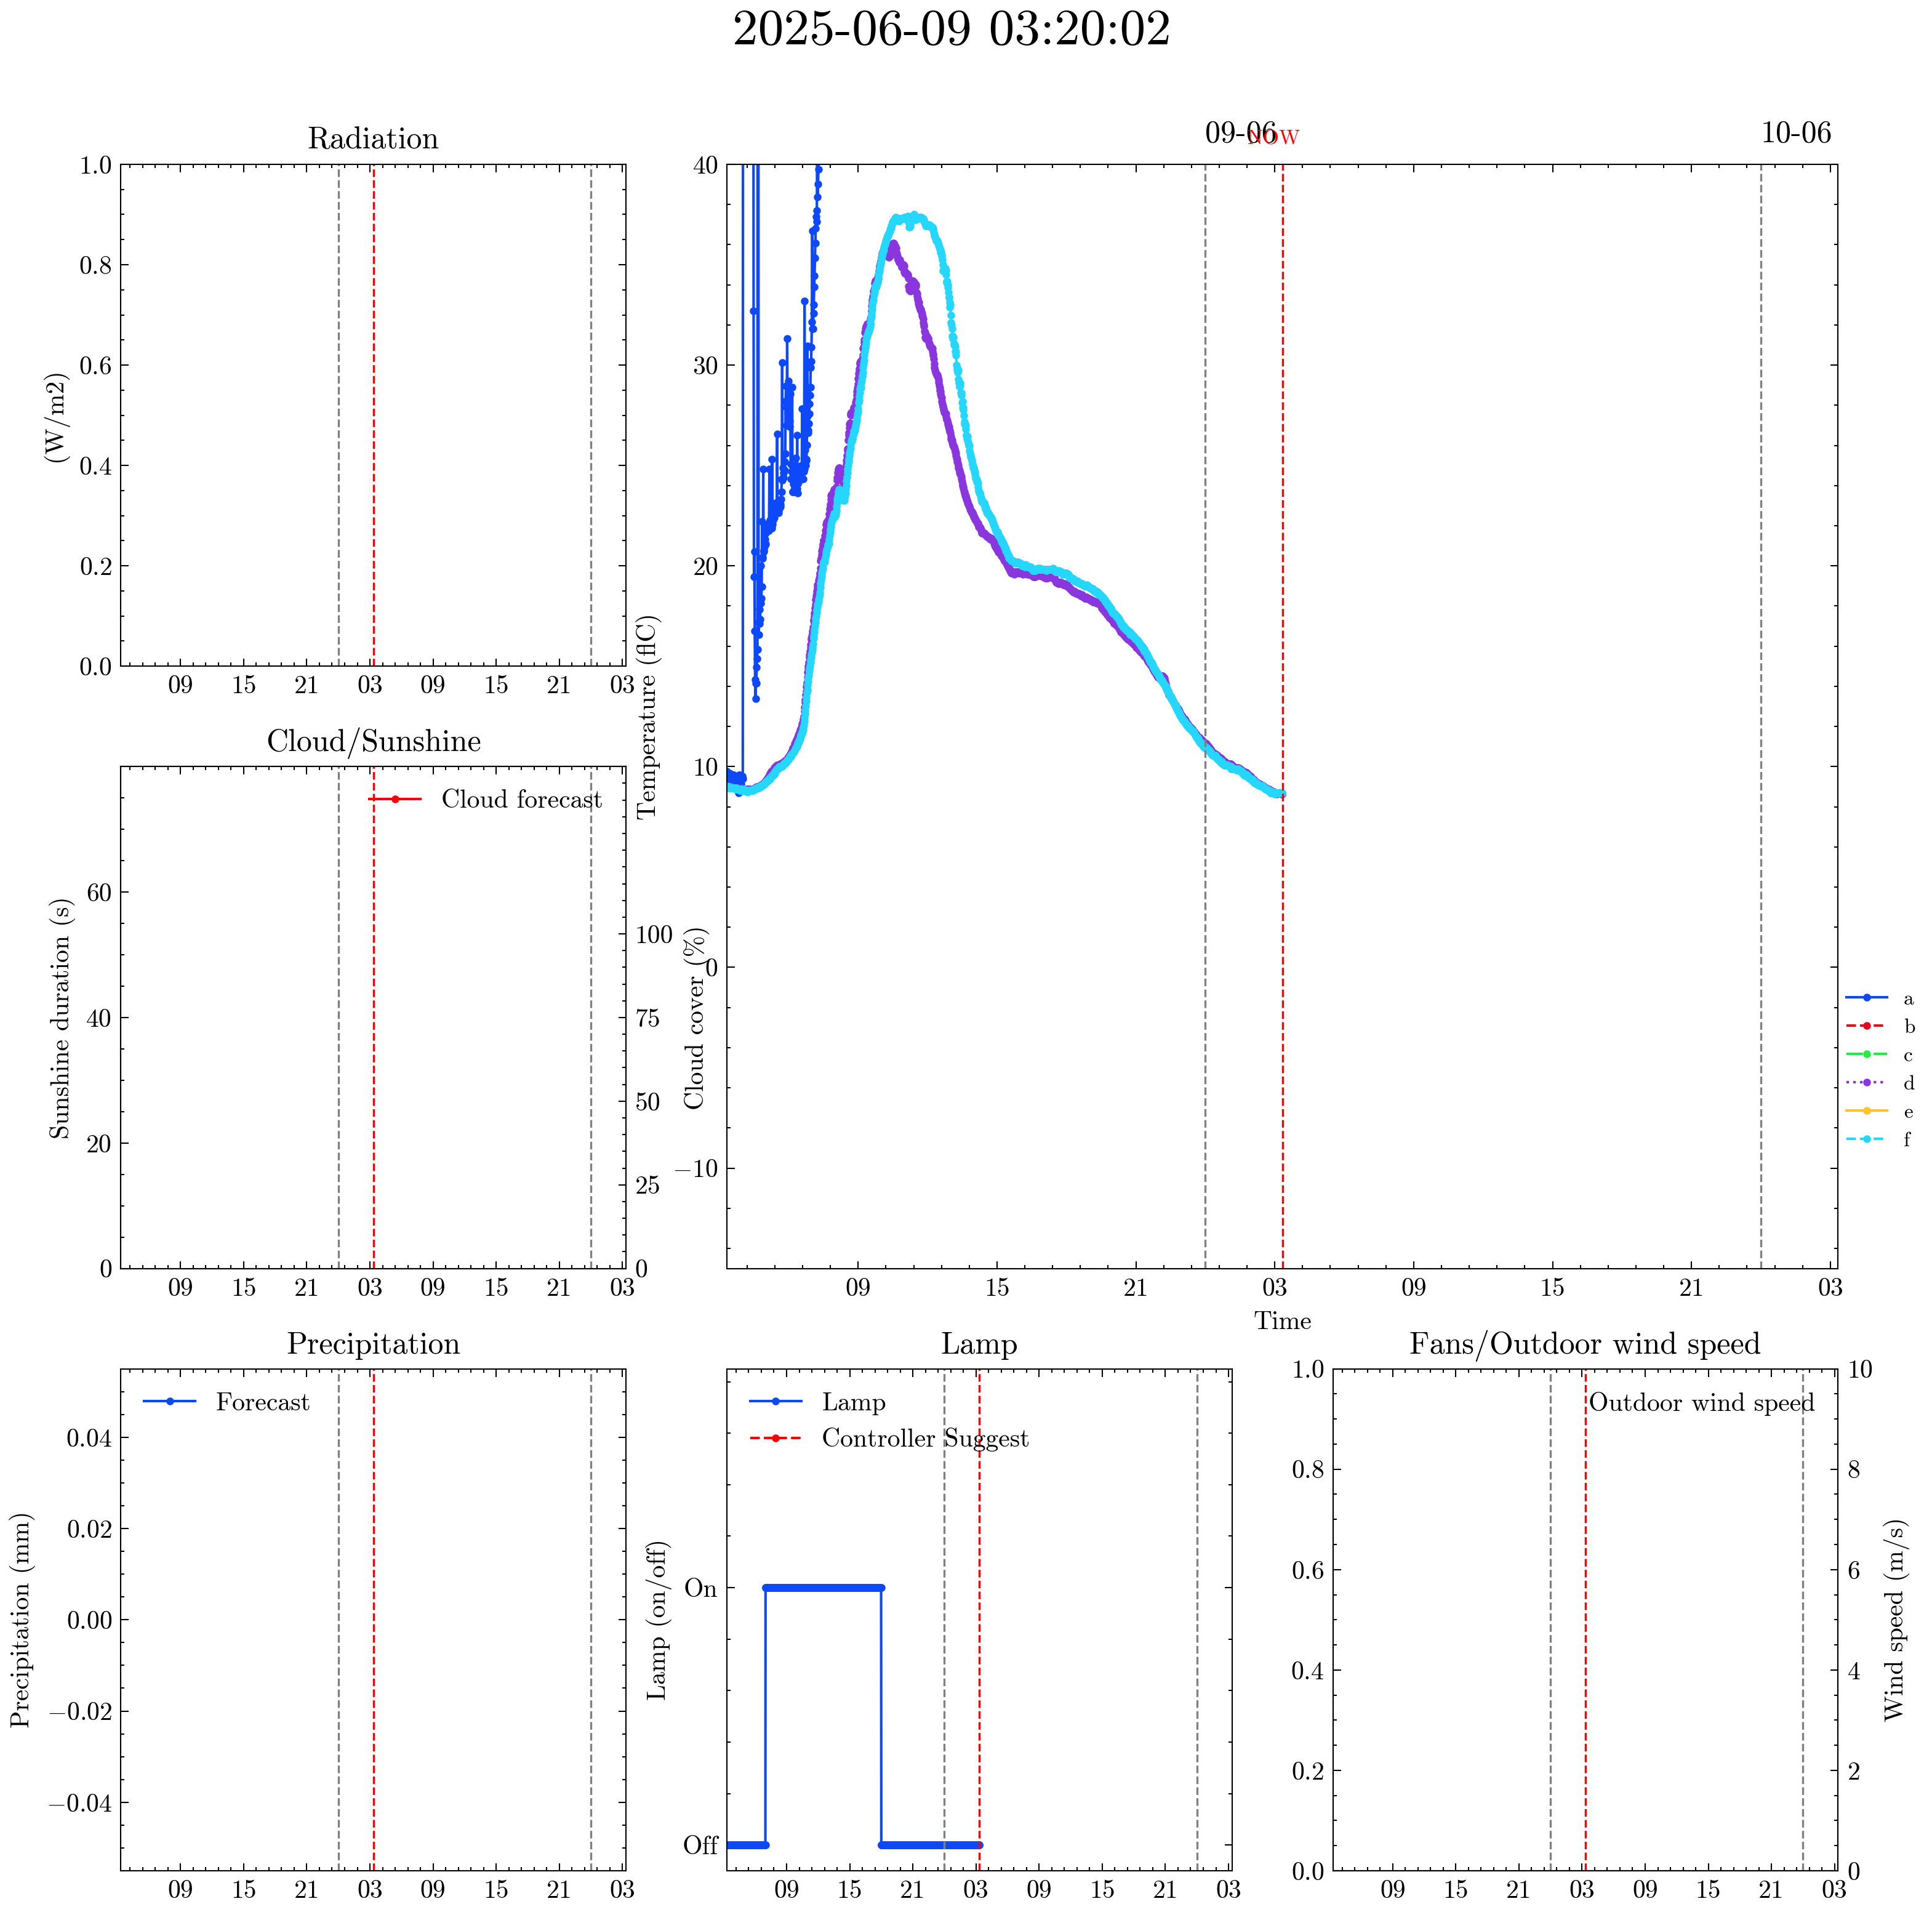 2025-06-09 03:20:02
Radiation
1.0
0.8
0.6
0.4
0.2
0.0
(W/m2)
09 15 21 03 09 15 21 03
Cloud/Sunshine
Cloud forecast
60
40
20
0
Sunshine duration (s)
100
75
50
25
0
Cloud cover (%)
09 15 21 03 09 15 21 03
09-06
NOW
10-06
40
30
20
10
0
−10
Temperature (flC)
09 15 21 03 09 15 21 03
Time
a
b
c
d
e
f
Precipitation
Forecast
0.04
0.02
0.00
−0.02
−0.04
Precipitation (mm)
09 15 21 03 09 15 21 03
Lamp
Lamp
Controller Suggest
On
Off
Lamp (on/off)
09 15 21 03 09 15 21 03
Fans/Outdoor wind speed
Outdoor wind speed
1.0
0.8
0.6
0.4
0.2
0.0
10
8
6
4
2
0
Wind speed (m/s)
09 15 21 03 09 15 21 03